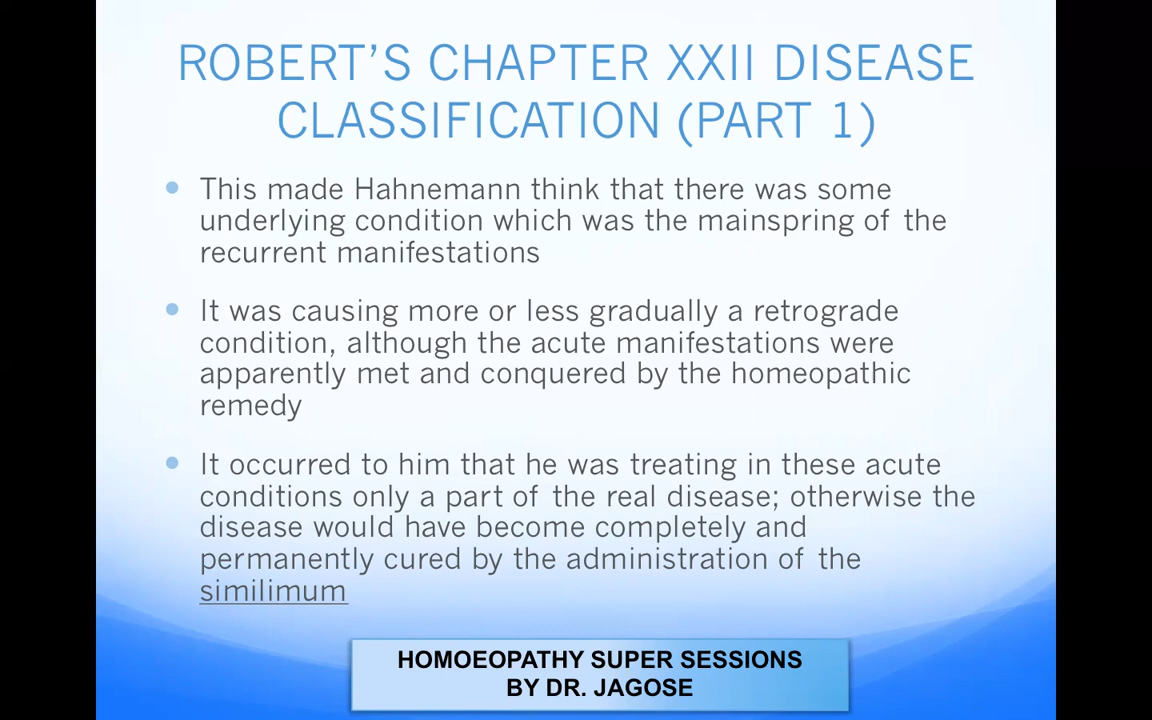 ROBERT’S CHAPTER XXII DISEASE
CLASSIFICATION (PART 1)
• This made Hahnemann think that there was some
underlying condition which was the mainspring of the
recurrent manifestations
• It was causing more or less gradually a retrograde
condition, although the acute manifestations were
apparently met and conquered by the homeopathic
remedy
• It occurred to him that he was treating in these acute
conditions only a part of the real disease; otherwise the
disease would have become completely and
permanently cured by the administration of the
similimum
HOMOEOPATHY SUPER SESSIONS
BY DR. JAGOSE